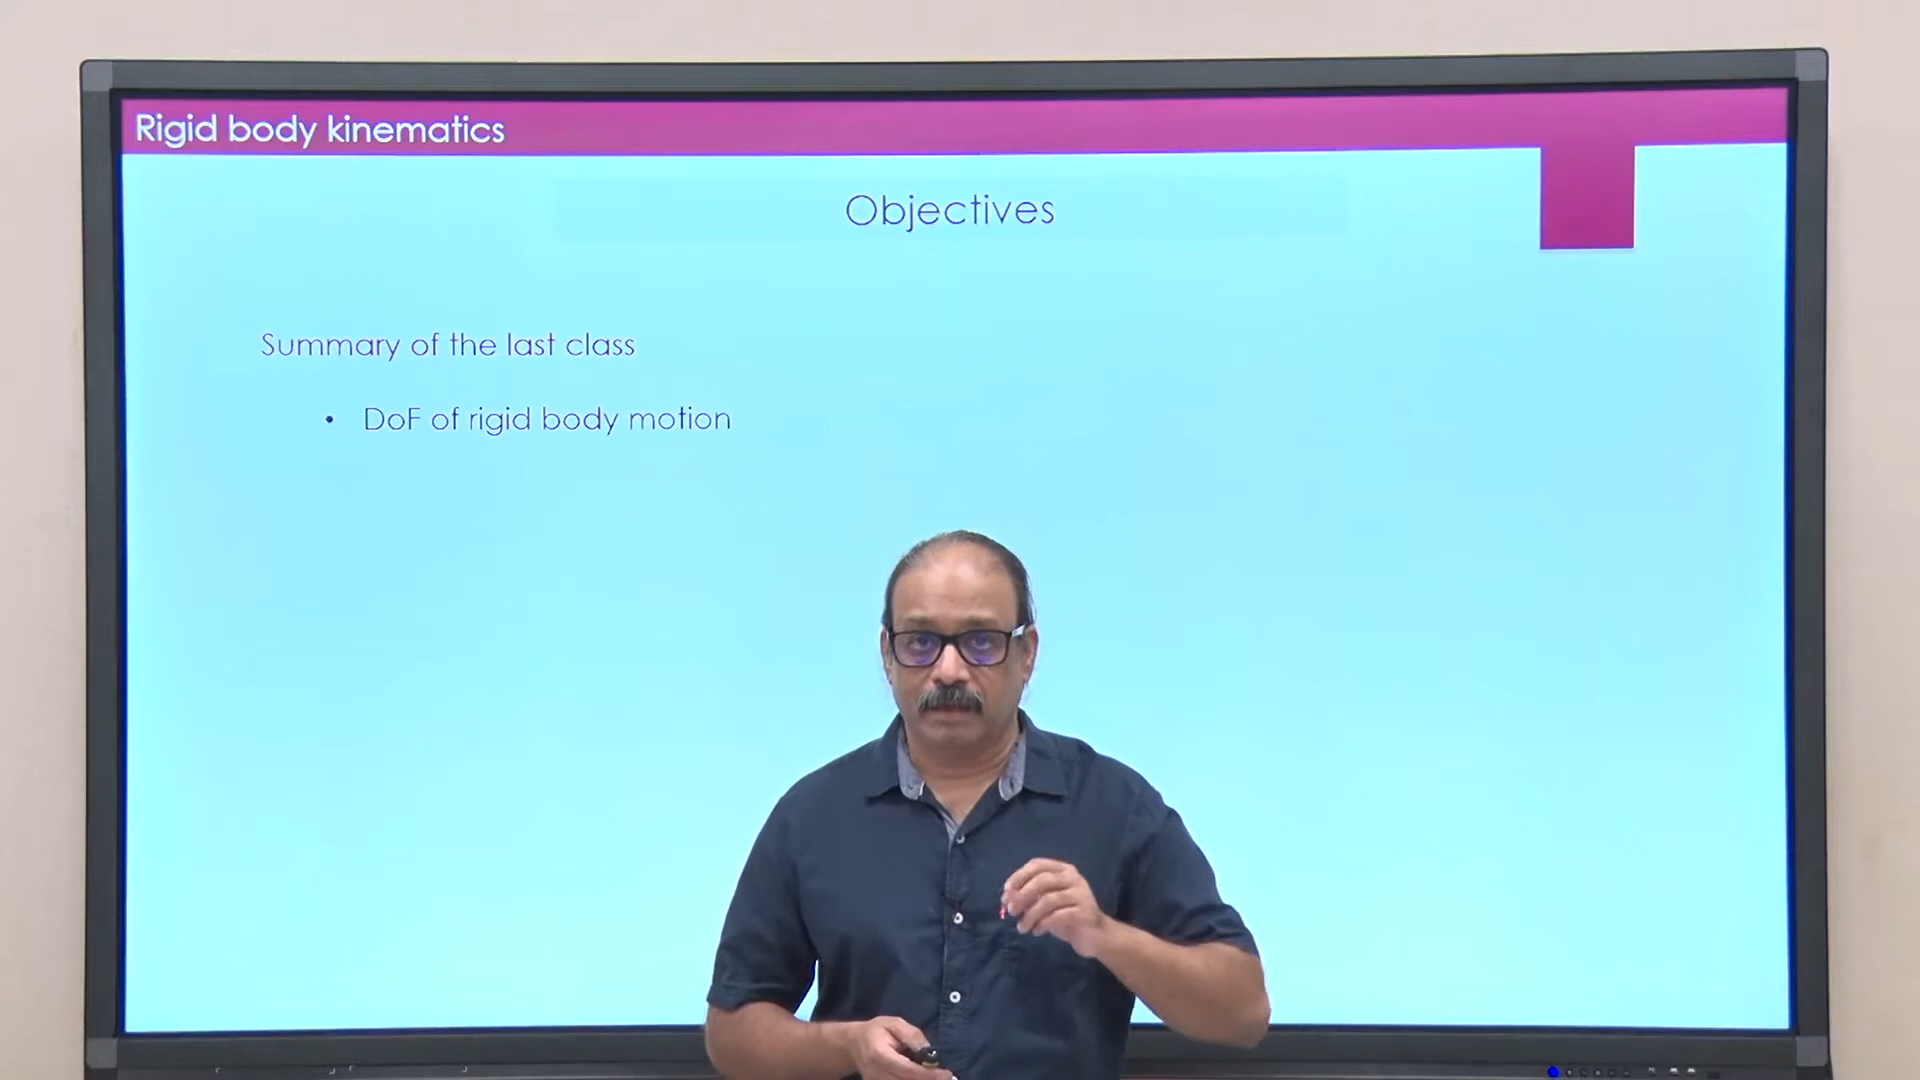 Rigid body kinematics
Objectives
Summary of the last class
• DoF of rigid body motion